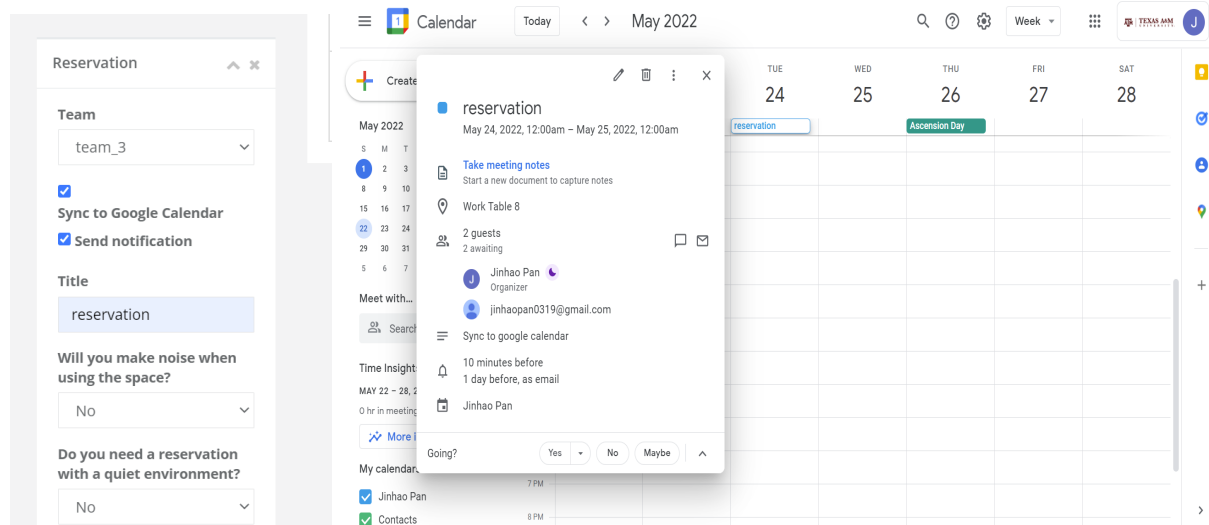 Reservation
Team
team_3
Sync to Google Calendar
Send notification
Title
reservation
Will you make noise when
using the space?
No
Do you need a reservation
with a quiet environment?
No
1
Calendar
Today
May 2022
Week
TEXAS A&M
UNIVERSITY
J
Create
May 2022
S M T
1 2 3
8 9 10
15 16 17
22 23 24
29 30 31
5 6 7
Meet with...
Search
Time Insight
MAY 22 – 28, 2
0 hr in meeting
More i
My calendar
Jinhao Pan
Contacts
reservation
May 24, 2022, 12:00am – May 25, 2022, 12:00am
Take meeting notes
Start a new document to capture notes
Work Table 8
2 guests
2 awaiting
J
Jinhao Pan
Organizer
jinhaopan0319@gmail.com
Sync to google calendar
10 minutes before
1 day before, as email
Jinhao Pan
Going?
Yes
No
Maybe
TUE WED THU FRI SAT
24 25 26 27 28
reservation
Ascension Day
7 PM
8 PM